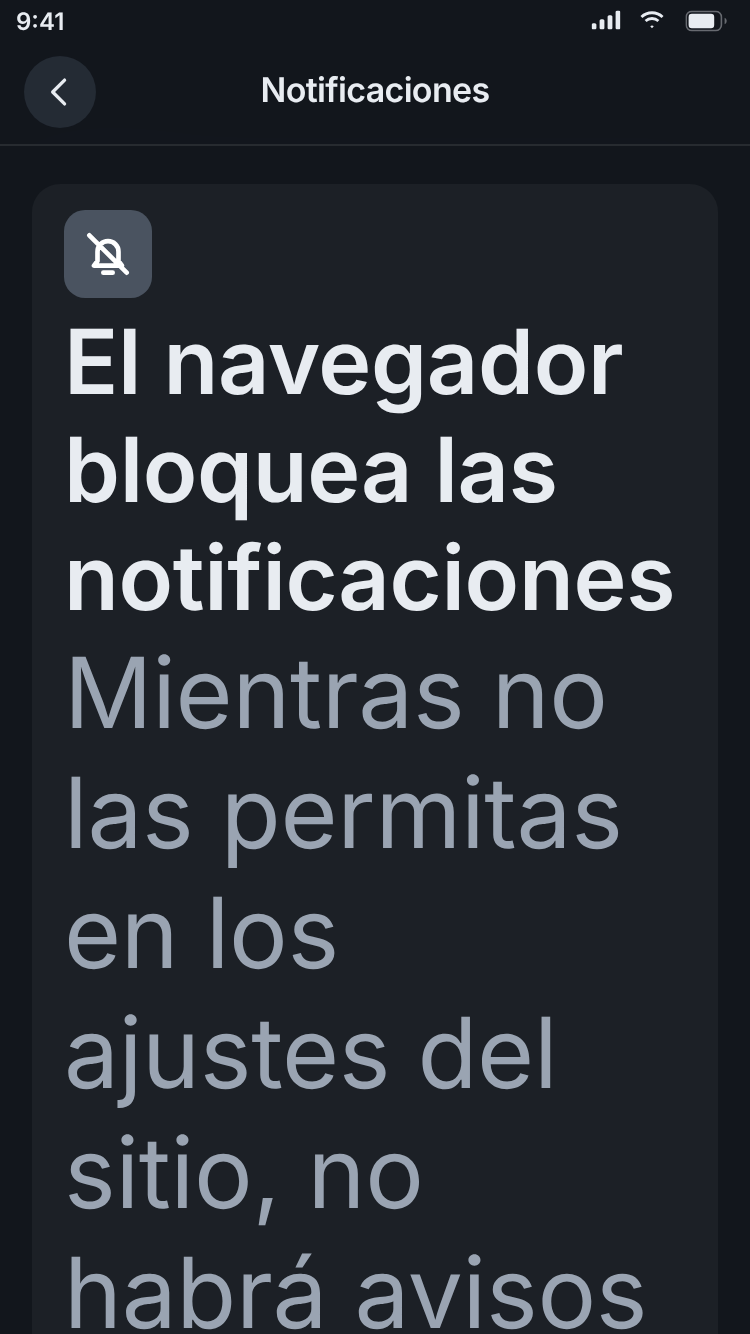 9:41
Notificaciones
El navegador
bloquea las
notificaciones
Mientras no
las permitas
en los
ajustes del
sitio, no
habrá avisos